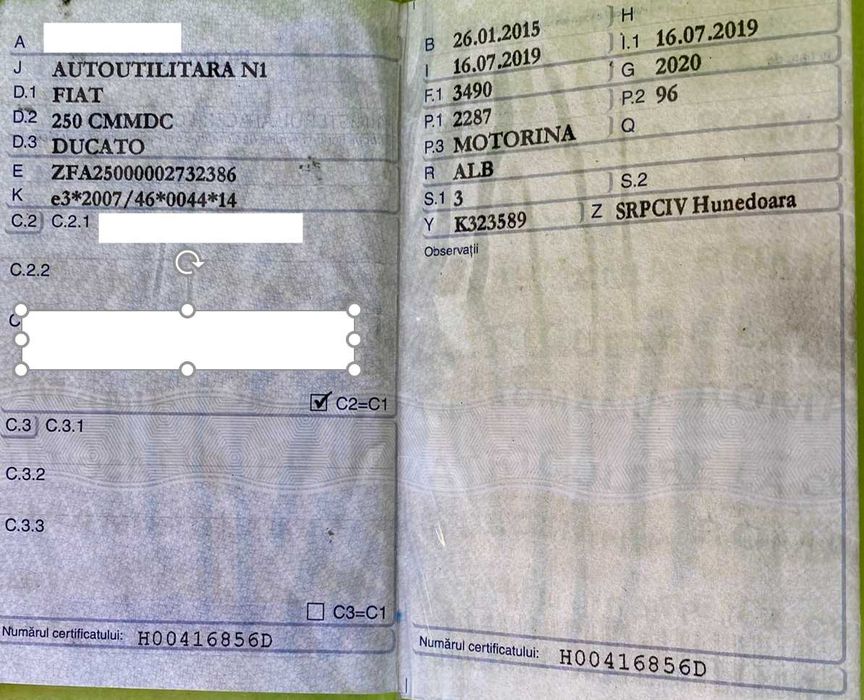 A
J AUTOUTILITARA N1
D.1 FIAT
D.2 250 CMMDC
D.3 DUCATO
E ZFA25000002732386
K e3*2007/46*0044*14
C.2 C.2.1
C.2.2
C
☑ C2=C1
C.3 C.3.1
C.3.2
C.3.3
☐ C3=C1
Numărul certificatului: H00416856D
B 26.01.2015 H
I 16.07.2019 I.1 16.07.2019
F.1 3490 G 2020
P.1 2287 P.2 96
P.3 MOTORINA Q
R ALB
S.1 3 S.2
Y K323589 Z SRPCIV Hunedoara
Observații
Numărul certificatului: H00416856D